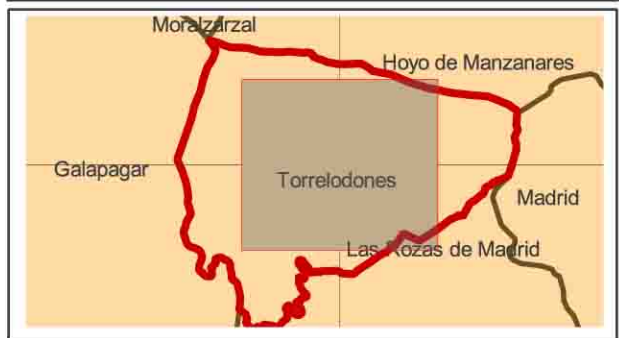 Moralzarzal
Hoyo de Manzanares
Galapagar
Torrelodones
Madrid
Las Rozas de Madrid